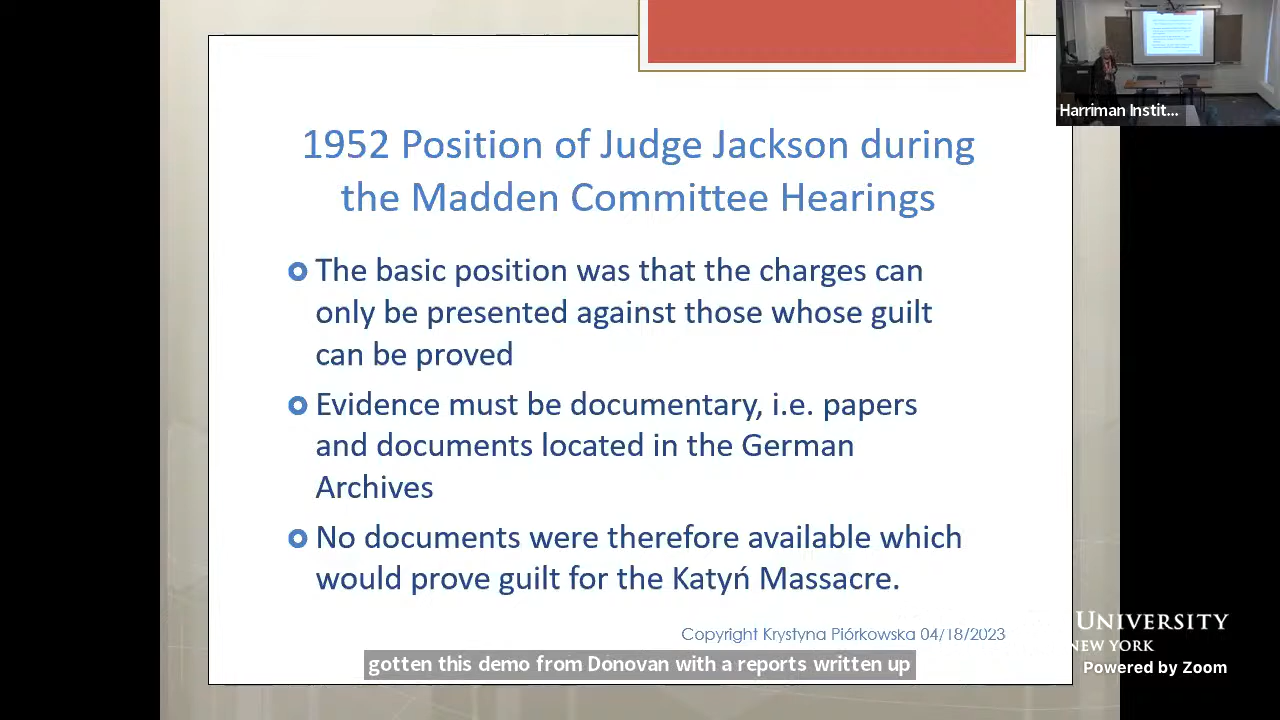 Harriman Instit...
1952 Position of Judge Jackson during
the Madden Committee Hearings
The basic position was that the charges can
only be presented against those whose guilt
can be proved
Evidence must be documentary, i.e. papers
and documents located in the German
Archives
No documents were therefore available which
would prove guilt for the Katyń Massacre.
Copyright Krystyna Piórkowska 04/18/2023
gotten this demo from Donovan with a reports written up
UNIVERSITY
NEW YORK
Powered by Zoom